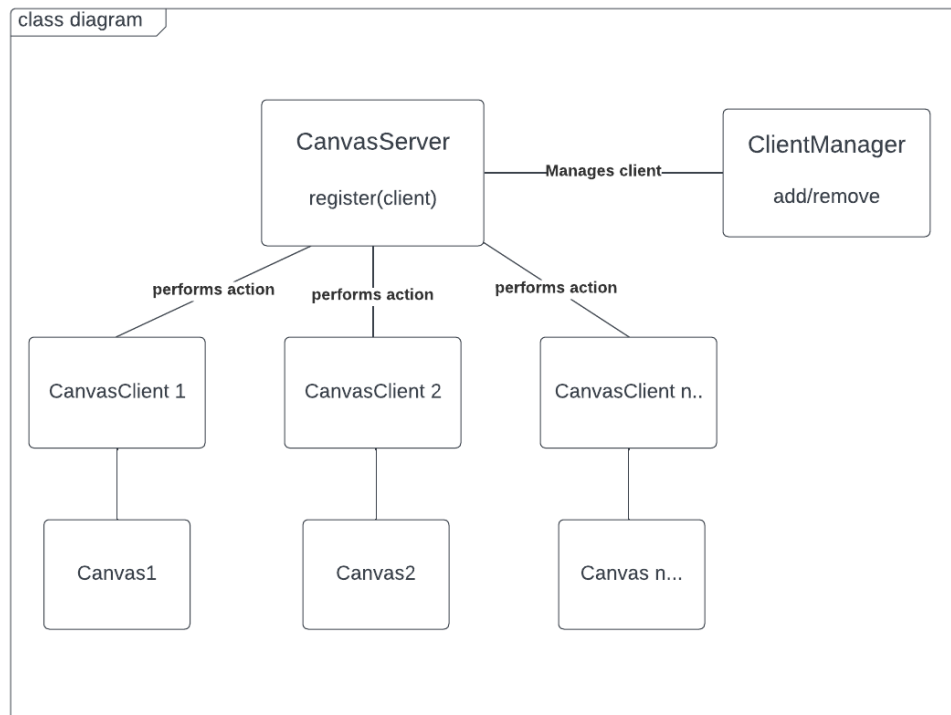 class diagram
CanvasServer
register(client)
Manages client
ClientManager
add/remove
performs action
performs action
performs action
CanvasClient 1
CanvasClient 2
CanvasClient n..
Canvas1
Canvas2
Canvas n...